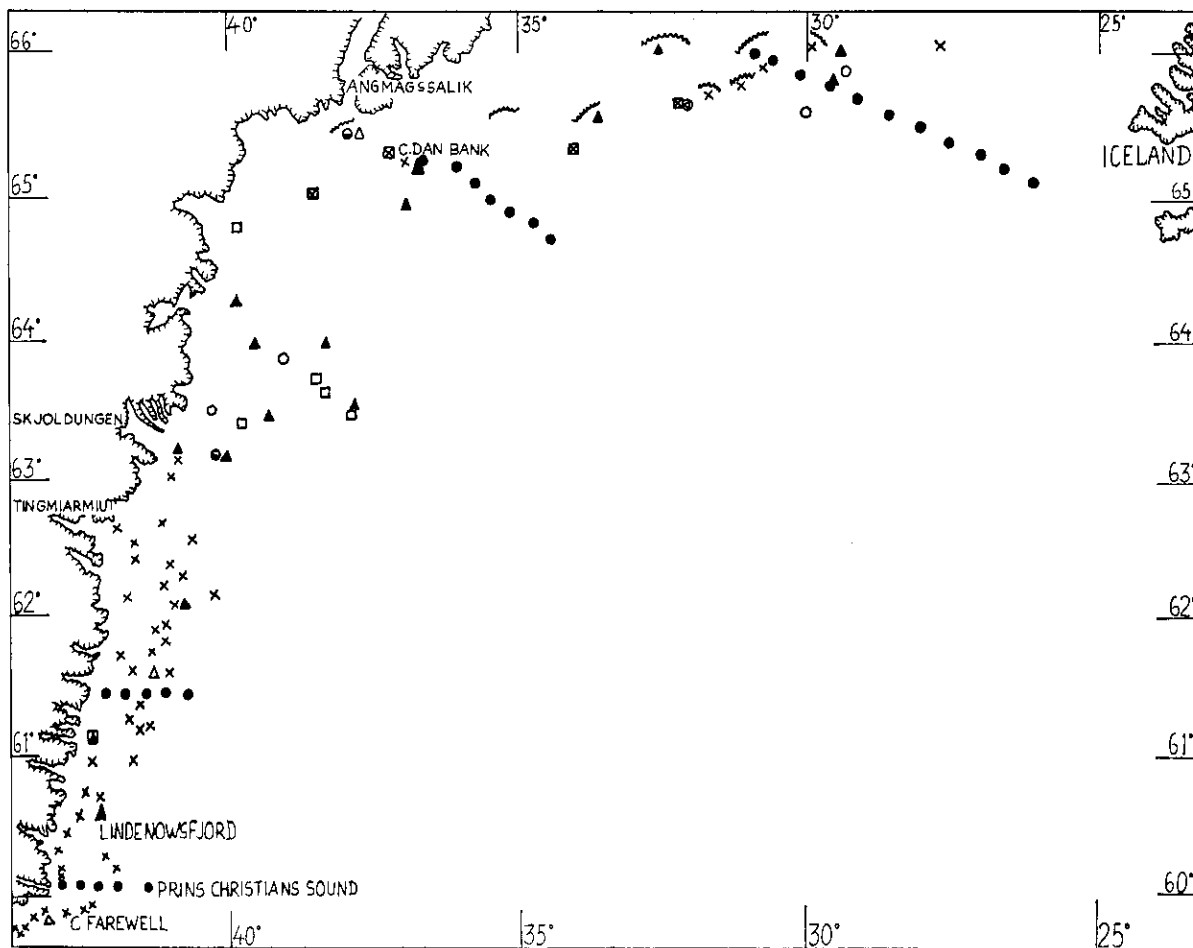 40° 35° 30° 25°
66°
ANGMAGSSALIK
C.DAN BANK
ICELAND
65° 65°
64° 64°
SKJOLDUNGEN
63° 63°
TINGMIARMIUT
62° 62°
61° 61°
LINDENOWSFJORD
PRINS CHRISTIANS SOUND
60°
C FAREWELL
40° 35° 30° 25°